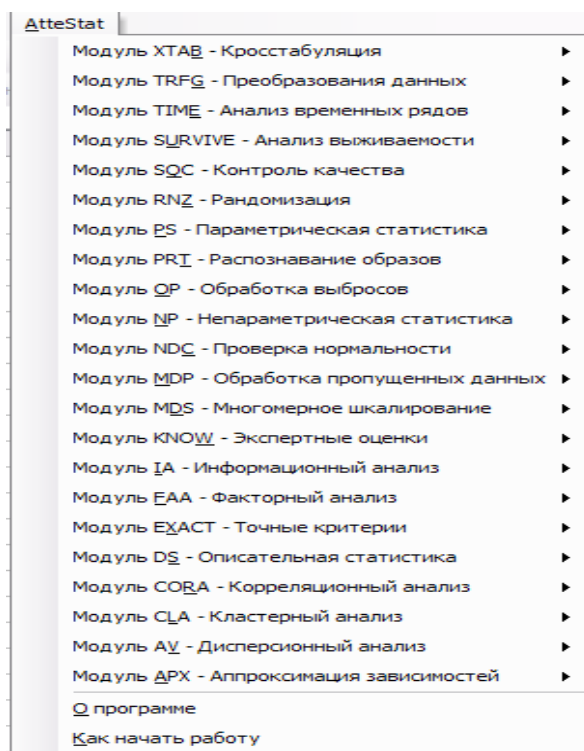 AtteStat
Модуль XTAB - Кросстабуляция
Модуль TRFG - Преобразования данных
Модуль TIME - Анализ временных рядов
Модуль SURVIVE - Анализ выживаемости
Модуль SQC - Контроль качества
Модуль RNZ - Рандомизация
Модуль PS - Параметрическая статистика
Модуль PRT - Распознавание образов
Модуль OP - Обработка выбросов
Модуль NP - Непараметрическая статистика
Модуль NDC - Проверка нормальности
Модуль MDP - Обработка пропущенных данных
Модуль MDS - Многомерное шкалирование
Модуль KNOW - Экспертные оценки
Модуль IA - Информационный анализ
Модуль FAA - Факторный анализ
Модуль EXACT - Точные критерии
Модуль DS - Описательная статистика
Модуль CORA - Корреляционный анализ
Модуль CLA - Кластерный анализ
Модуль AV - Дисперсионный анализ
Модуль APX - Аппроксимация зависимостей
О программе
Как начать работу